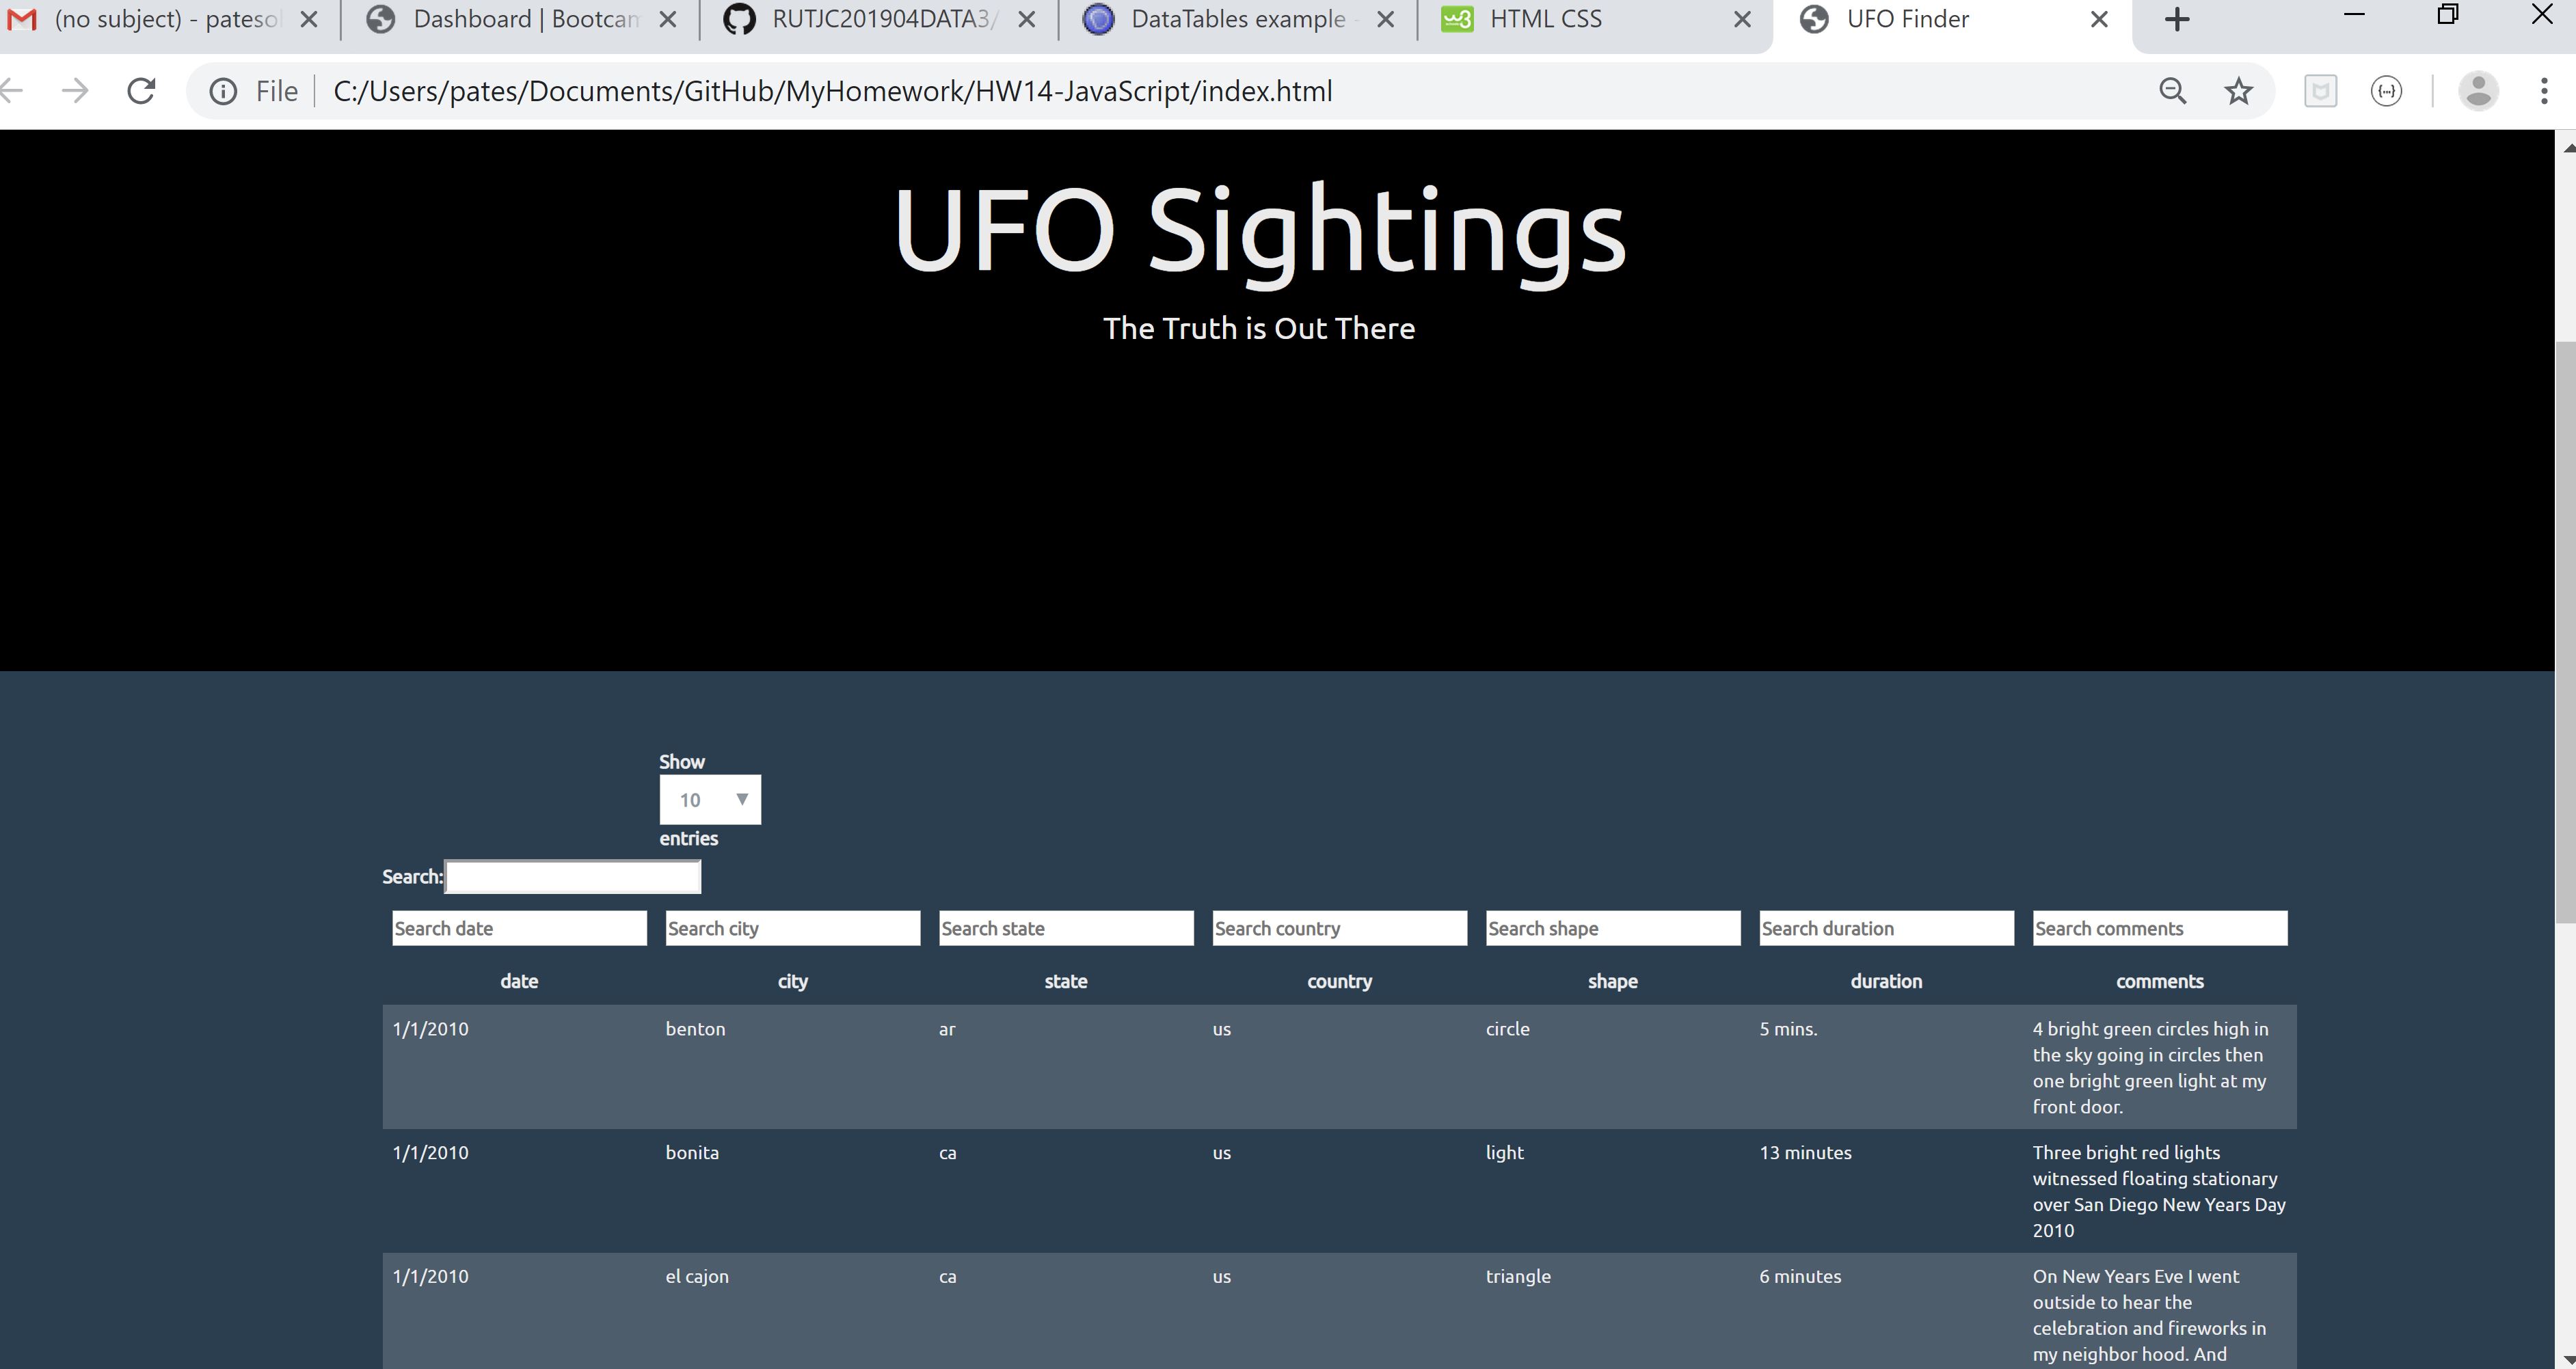 (no subject) - patesol
Dashboard | Bootcam
RUTJC201904DATA3/
DataTables example -
w3 HTML CSS
UFO Finder
File C:/Users/pates/Documents/GitHub/MyHomework/HW14-JavaScript/index.html
{...}
UFO Sightings
The Truth is Out There
Show
10
entries
Search:
Search date Search city Search state Search country Search shape Search duration Search comments
date city state country shape duration comments
1/1/2010 benton ar us circle 5 mins. 4 bright green circles high in
the sky going in circles then
one bright green light at my
front door.
1/1/2010 bonita ca us light 13 minutes Three bright red lights
witnessed floating stationary
over San Diego New Years Day
2010
1/1/2010 el cajon ca us triangle 6 minutes On New Years Eve I went
outside to hear the
celebration and fireworks in
my neighbor hood. And